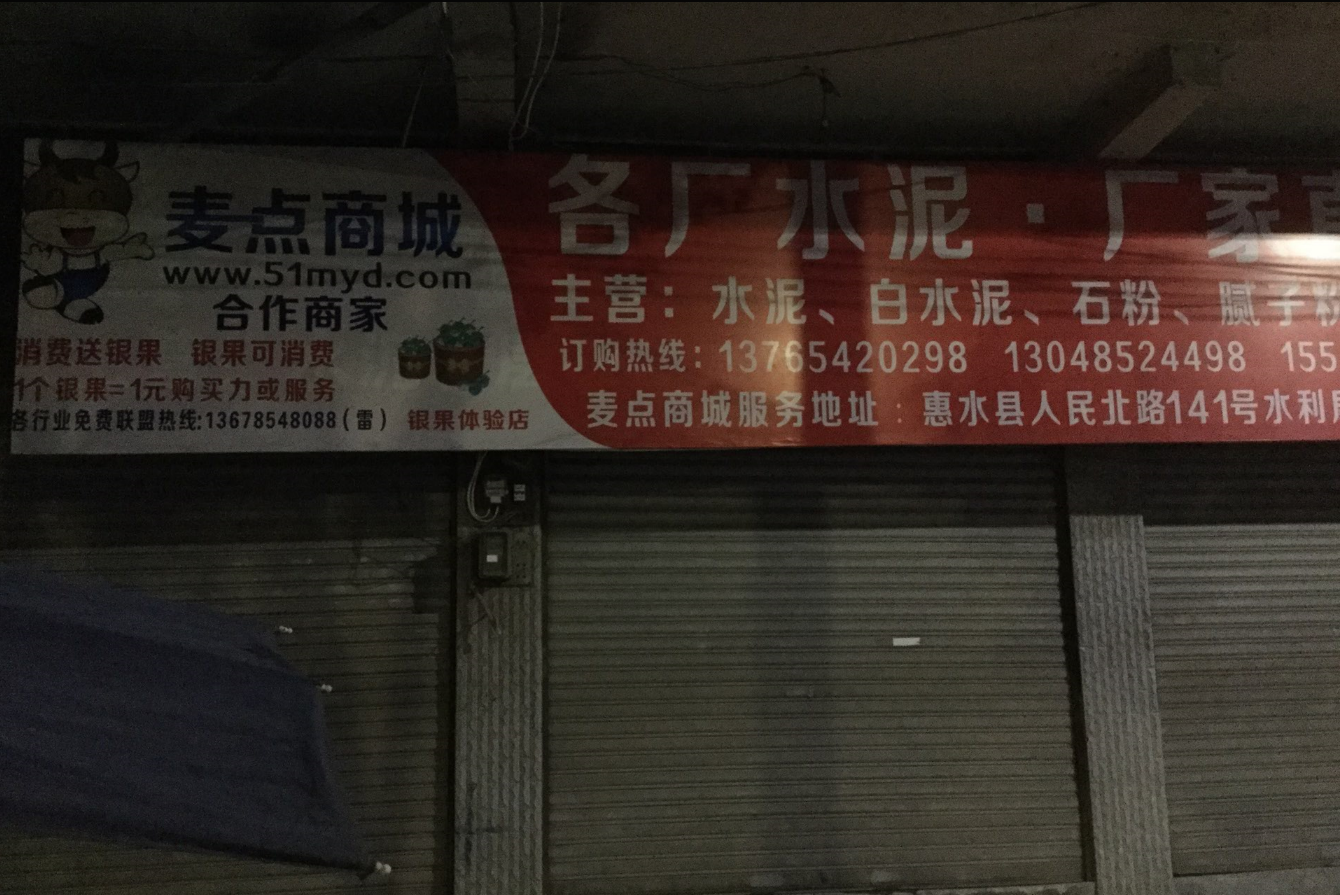 麦点商城
www.51myd.com
合作商家
消费送银果 银果可消费
1个银果=1元购买力或服务
各行业免费联盟热线:13678548088(雷) 银果体验店
各厂水泥·厂家
主营：水泥、白水泥、石粉、腻子粉
订购热线：13765420298 13048524498 155
麦点商城服务地址：惠水县人民北路141号水利